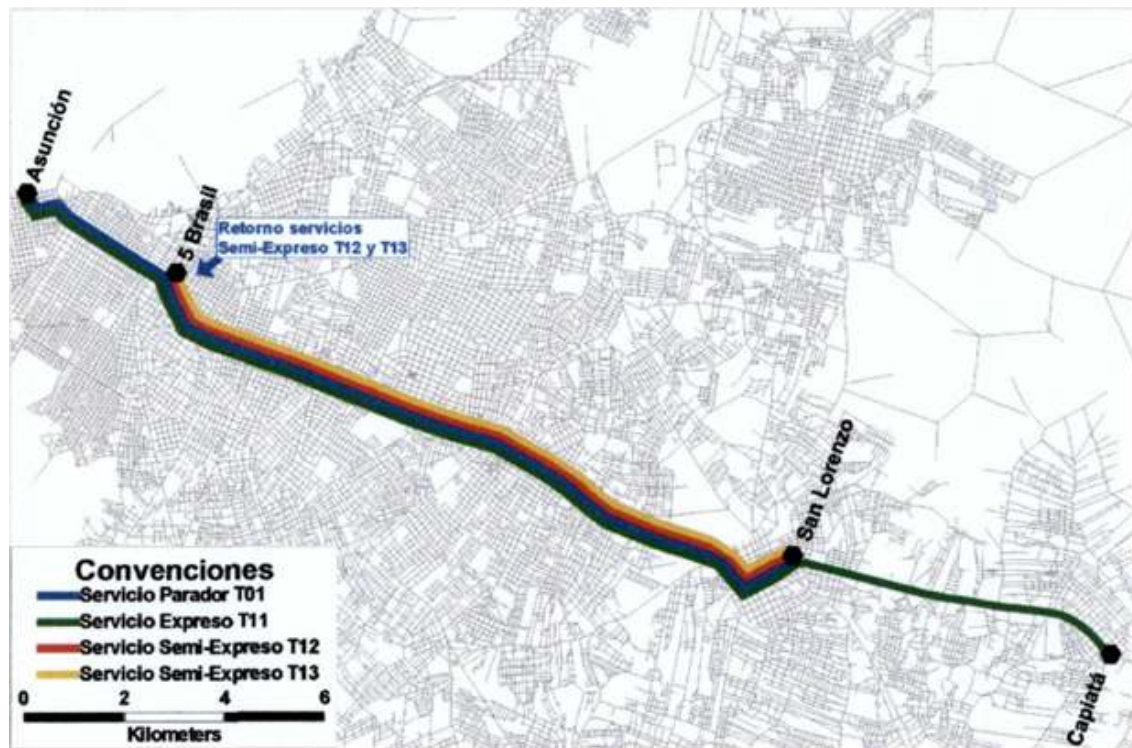 Asunción
5 Brasil
Retorno servicios
Semi-Expreso T12 y T13
San Lorenzo
Capiatá
Convenciones
Servicio Parador T01
Servicio Expreso T11
Servicio Semi-Expreso T12
Servicio Semi-Expreso T13
0 2 4 6
Kilometers